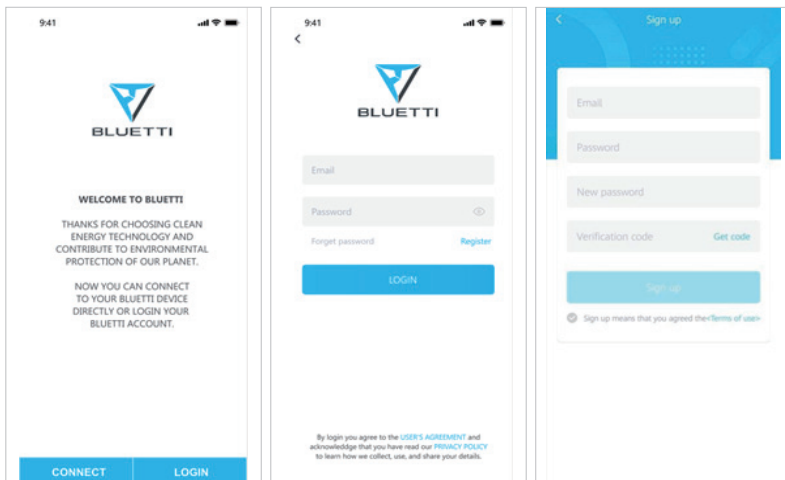 9:41
BLUETTI
WELCOME TO BLUETTI
THANKS FOR CHOOSING CLEAN
ENERGY TECHNOLOGY AND
CONTRIBUTE TO ENVIRONMENTAL
PROTECTION OF OUR PLANET.
NOW YOU CAN CONNECT
TO YOUR BLUETTI DEVICE
DIRECTLY OR LOGIN YOUR
BLUETTI ACCOUNT.
CONNECT LOGIN
9:41
BLUETTI
Email
Password
Forget password Register
LOGIN
By login you agree to the USER'S AGREEMENT and
acknowleddge that you have read our PRIVACY POLICY
to learn how we collect, use, and share your details.
Sign up
Email
Password
New password
Verification code Get code
Sign up
Sign up means that you agreed the<Terms of use>